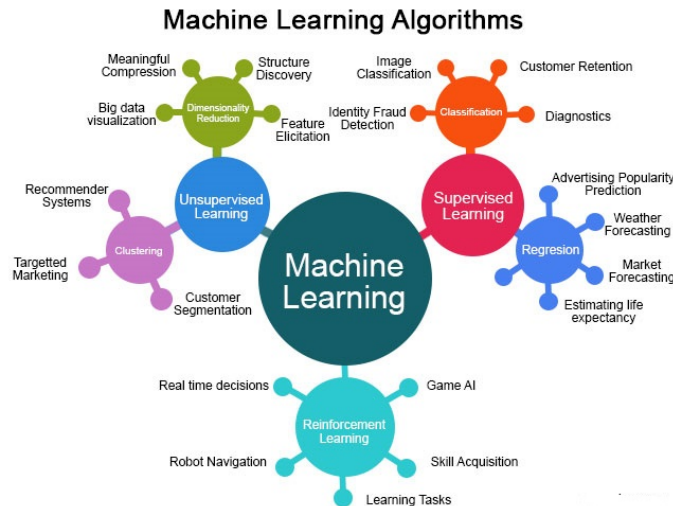 Machine Learning Algorithms
Meaningful
Compression
Structure
Discovery
Big data
visualization
Dimensionality
Reduction
Feature
Elicitation
Image
Classification
Customer Retention
Identity Fraud
Detection
Classification
Diagnostics
Recommender
Systems
Unsupervised
Learning
Clustering
Targetted
Marketing
Customer
Segmentation
Machine
Learning
Supervised
Learning
Advertising Popularity
Prediction
Weather
Forecasting
Regresion
Market
Forecasting
Estimating life
expectancy
Real time decisions
Game AI
Reinforcement
Learning
Robot Navigation
Skill Acquisition
Learning Tasks